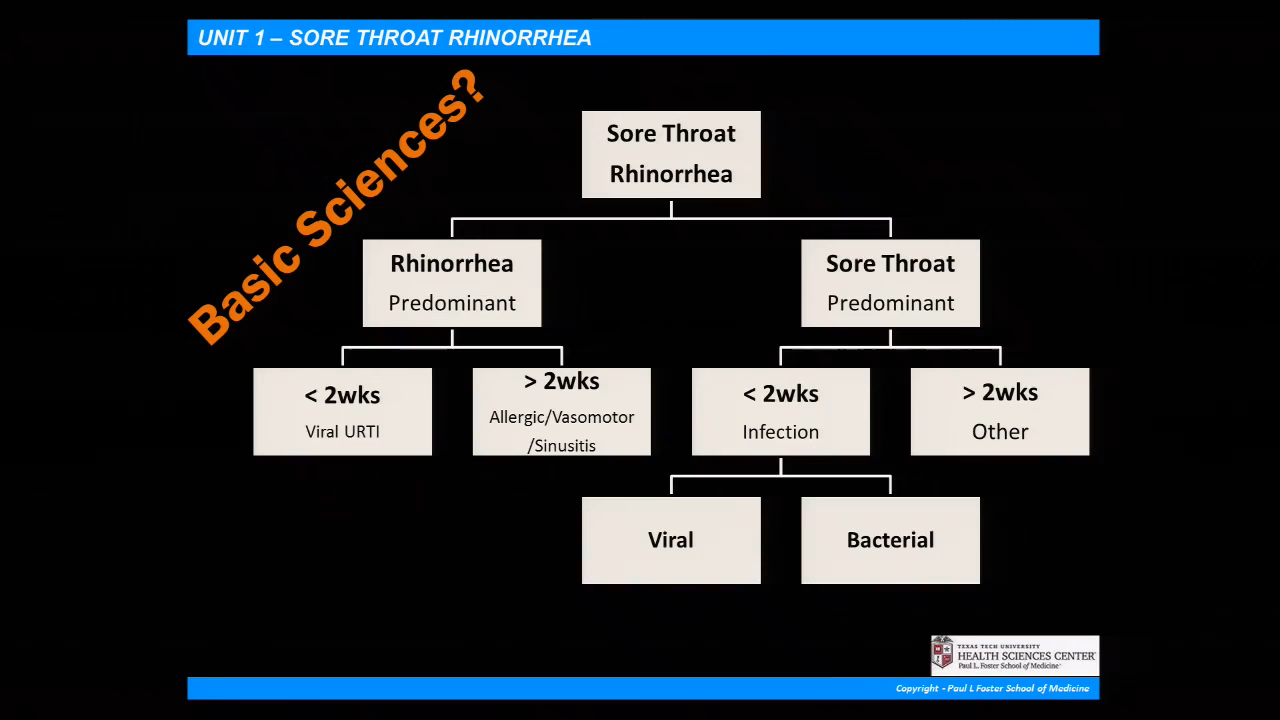 UNIT 1 – SORE THROAT RHINORRHEA
Basic Sciences?
Sore Throat
Rhinorrhea
Rhinorrhea
Predominant
Sore Throat
Predominant
< 2wks
Viral URTI
> 2wks
Allergic/Vasomotor
/Sinusitis
< 2wks
Infection
> 2wks
Other
Viral
Bacterial
TEXAS TECH UNIVERSITY
HEALTH SCIENCES CENTER
Paul L. Foster School of Medicine
Copyright - Paul L Foster School of Medicine